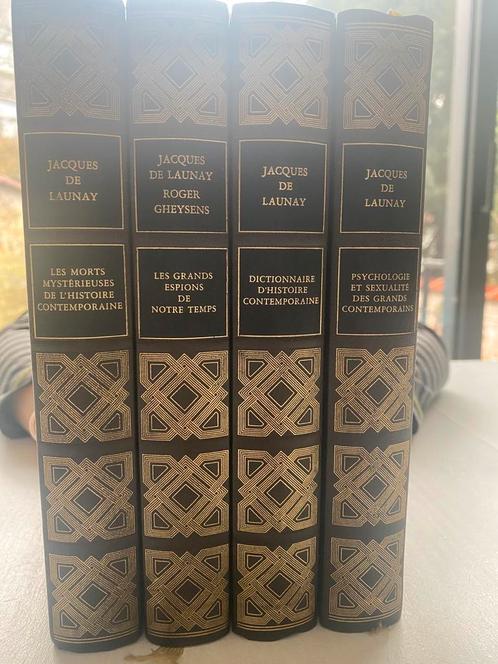 JACQUES
DE
LAUNAY
LES MORTS
MYSTÉRIEUSES
DE L'HISTOIRE
CONTEMPORAINE
JACQUES
DE LAUNAY
ROGER
GHEYSENS
LES GRANDS
ESPIONS
DE
NOTRE TEMPS
JACQUES
DE
LAUNAY
DICTIONNAIRE
D'HISTOIRE
CONTEMPORAINE
JACQUES
DE
LAUNAY
PSYCHOLOGIE
ET SEXUALITÉ
DES GRANDS
CONTEMPORAINS